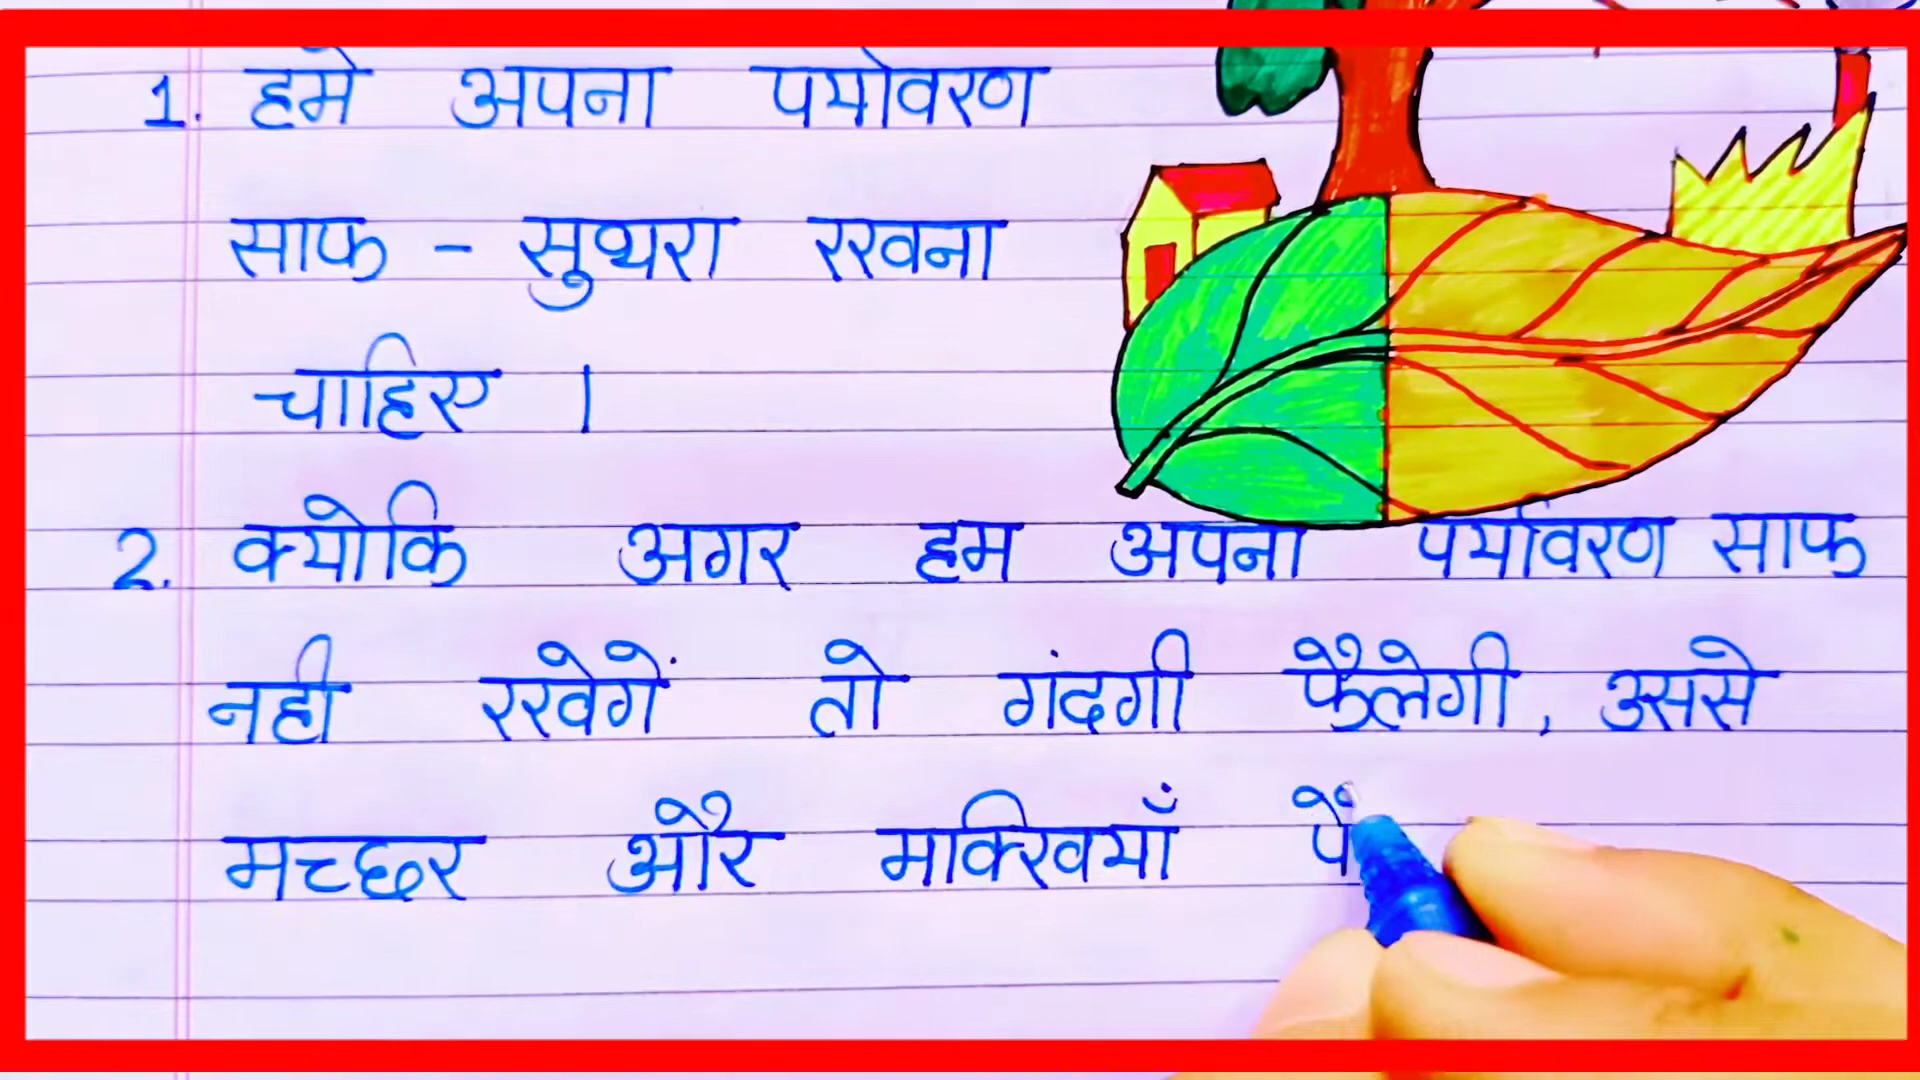 1. हमे अपना पर्यावरण
साफ - सुथरा रखना
चाहिए ।
2. क्योकि अगर हम अपना पर्यावरण साफ
नही रखेगें तो गंदगी फैलेगी, उससे
मच्छर और मक्खियाँ